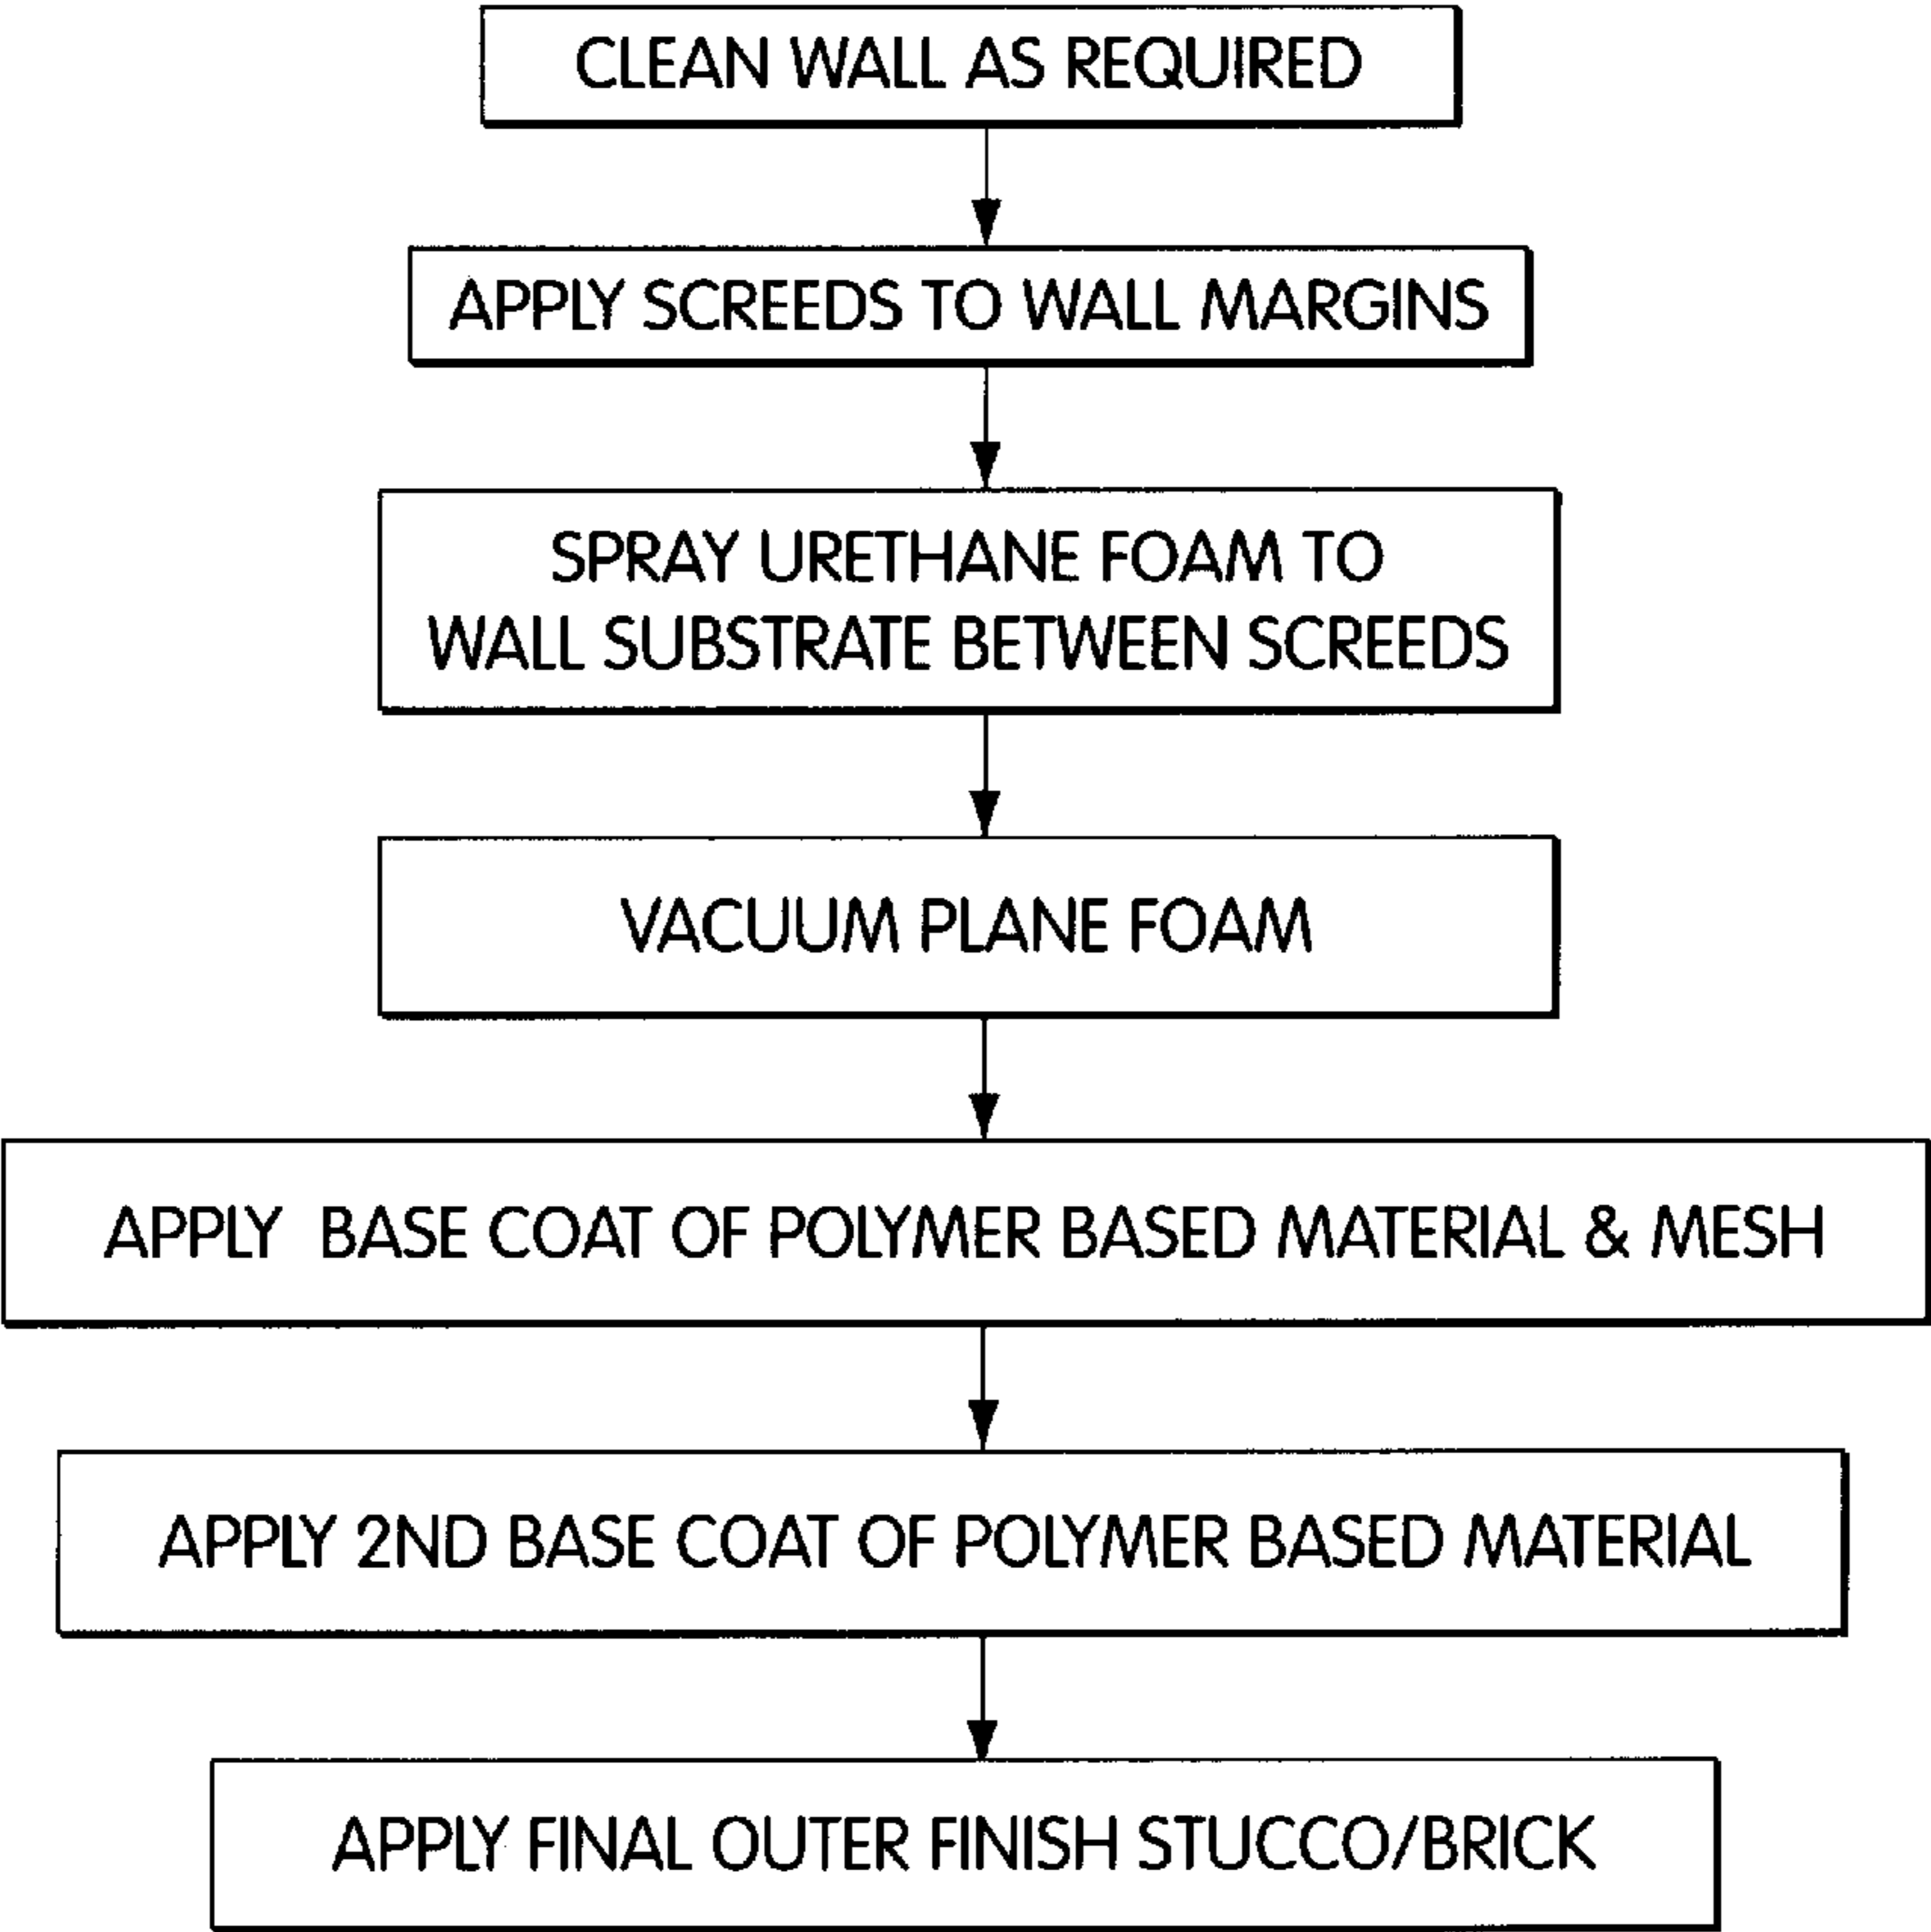 CLEAN WALL AS REQUIRED
APPLY SCREEDS TO WALL MARGINS
SPRAY URETHANE FOAM TO
WALL SUBSTRATE BETWEEN SCREEDS
VACUUM PLANE FOAM
APPLY BASE COAT OF POLYMER BASED MATERIAL & MESH
APPLY 2ND BASE COAT OF POLYMER BASED MATERIAL
APPLY FINAL OUTER FINISH STUCCO/BRICK